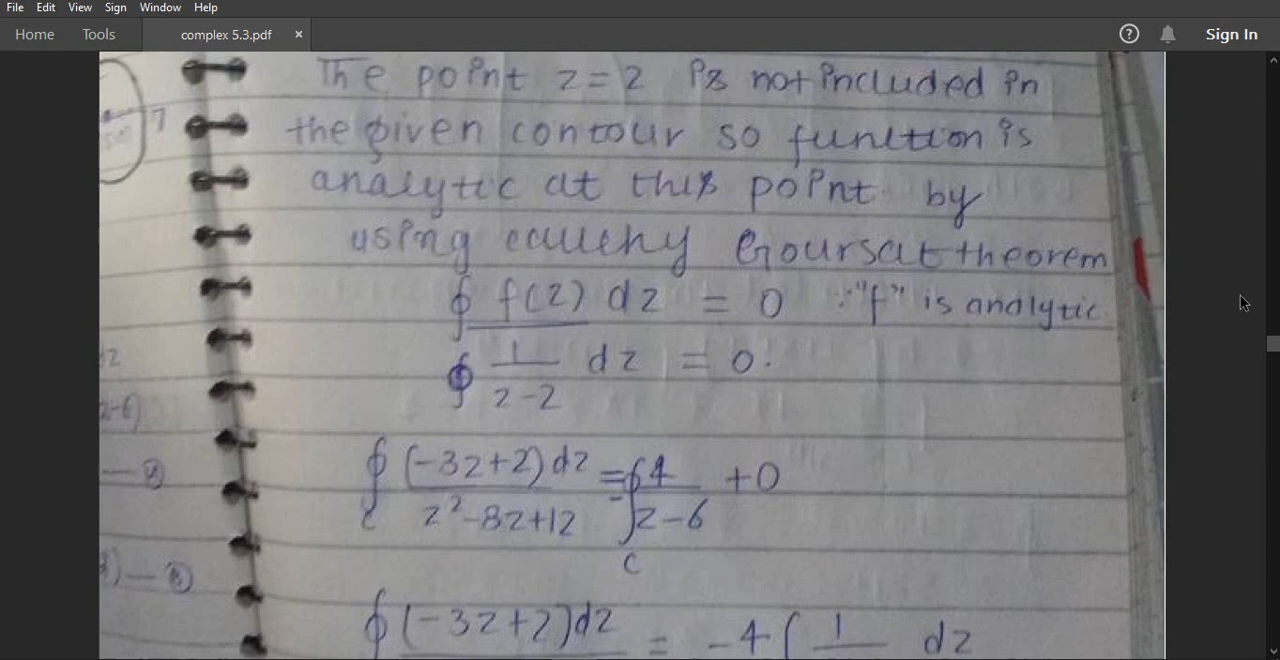 File Edit View Sign Window Help
Home Tools complex 5.3.pdf × ? Sign In
The point z=2 is not included in
the given contour so function is
analytic at this point by
using cauchy Goursat theorem
∮ f(z) dz = 0 ∵ "f" is analytic.
∮ 1/(z-2) dz = 0.
∮c (-3z+2)dz/(z²-8z+12) = -∮c 4/(z-6) +0
∮ (-3z+2)dz = -4 ∫ 1 dz